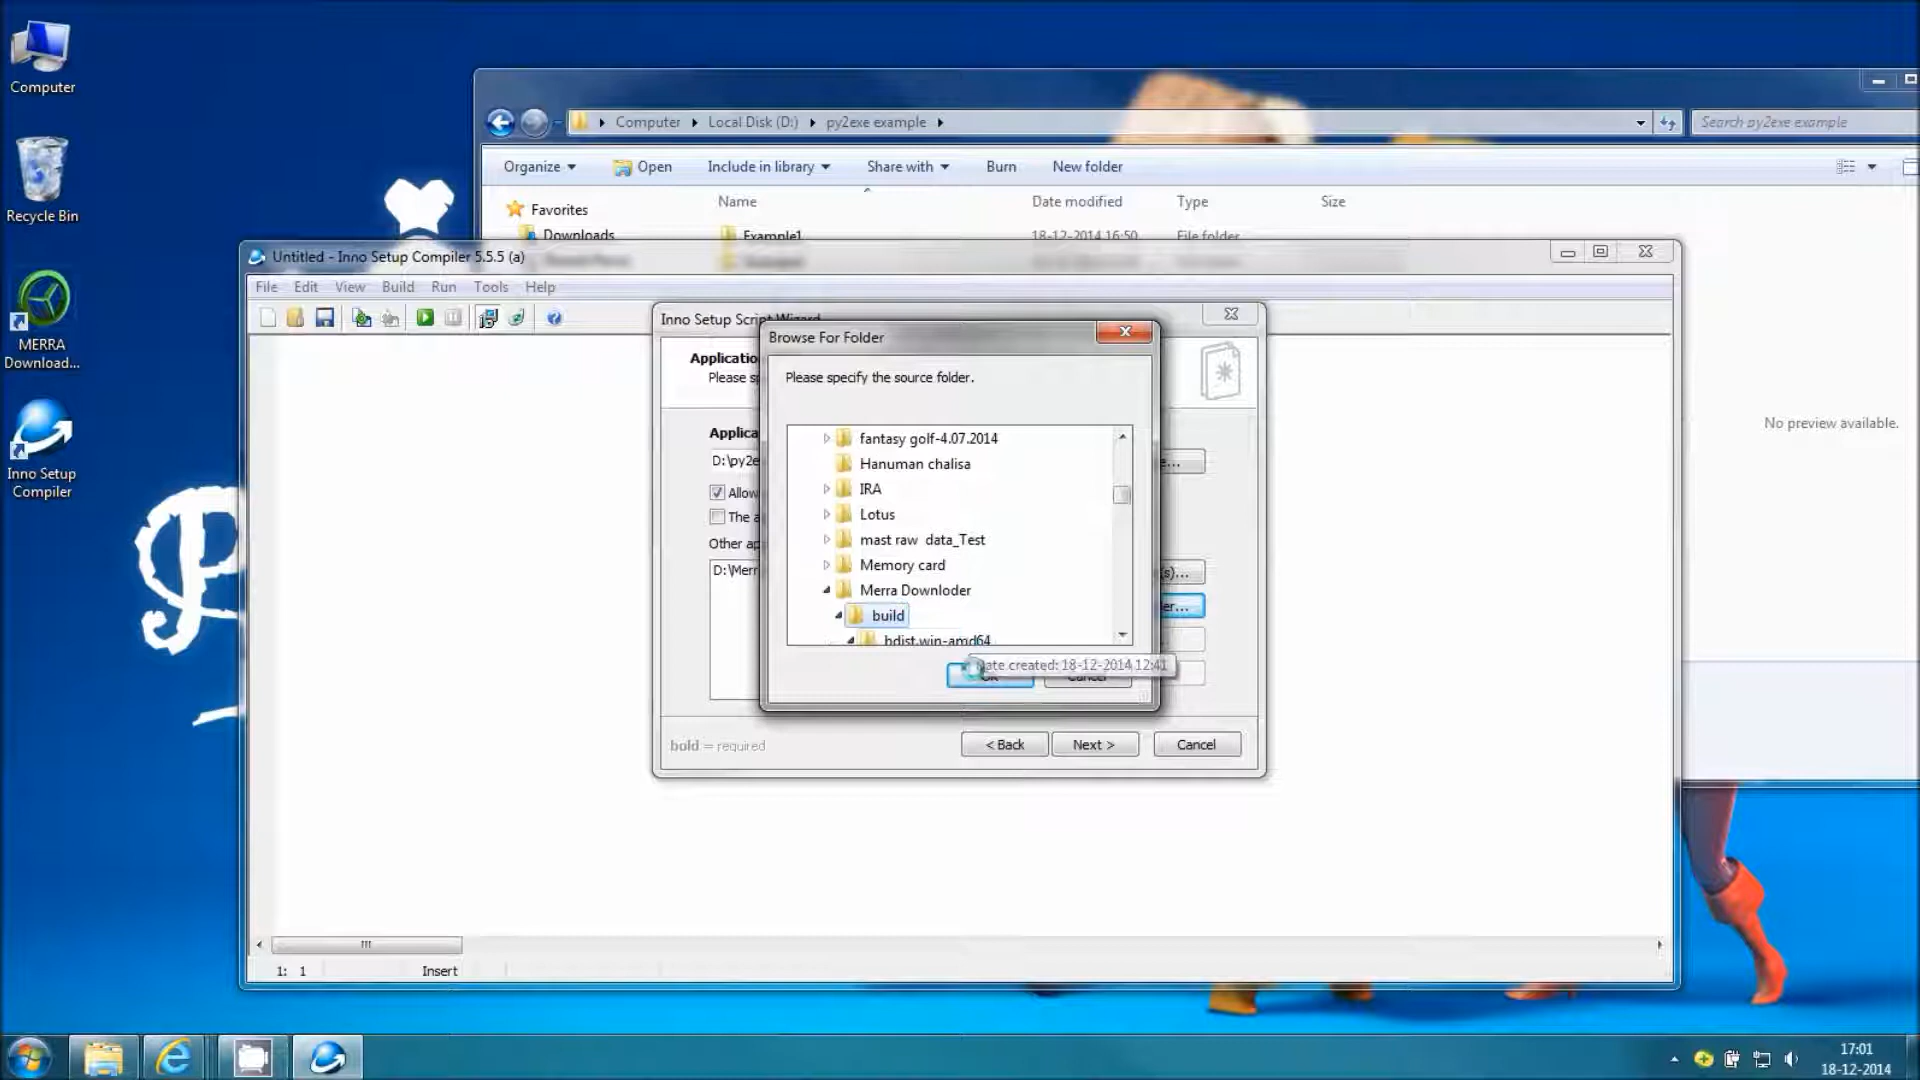 Computer
Recycle Bin
MERRA
Download...
Inno Setup
Compiler
Computer
Local Disk (D:)
py2exe example
Search py2exe example
Organize
Open
Include in library
Share with
Burn
New folder
Name
Date modified
Type
Size
Favorites
Downloads
Example1
18-12-2014 16:50
File folder
No preview available.
Untitled - Inno Setup Compiler 5.5.5 (a)
File
Edit
View
Build
Run
Tools
Help
Inno Setup Script Wizard
Applicatio
Please sp
Applica
D:\py2e
e...
Allow
The a
Other ap
D:\Merr
(s)...
er...
bold = required
< Back
Next >
Cancel
Browse For Folder
Please specify the source folder.
fantasy golf-4.07.2014
Hanuman chalisa
IRA
Lotus
mast raw data_Test
Memory card
Merra Downloder
build
bdist.win-amd64
Date created: 18-12-2014 12:41
OK
Cancel
1: 1
Insert
17:01
18-12-2014